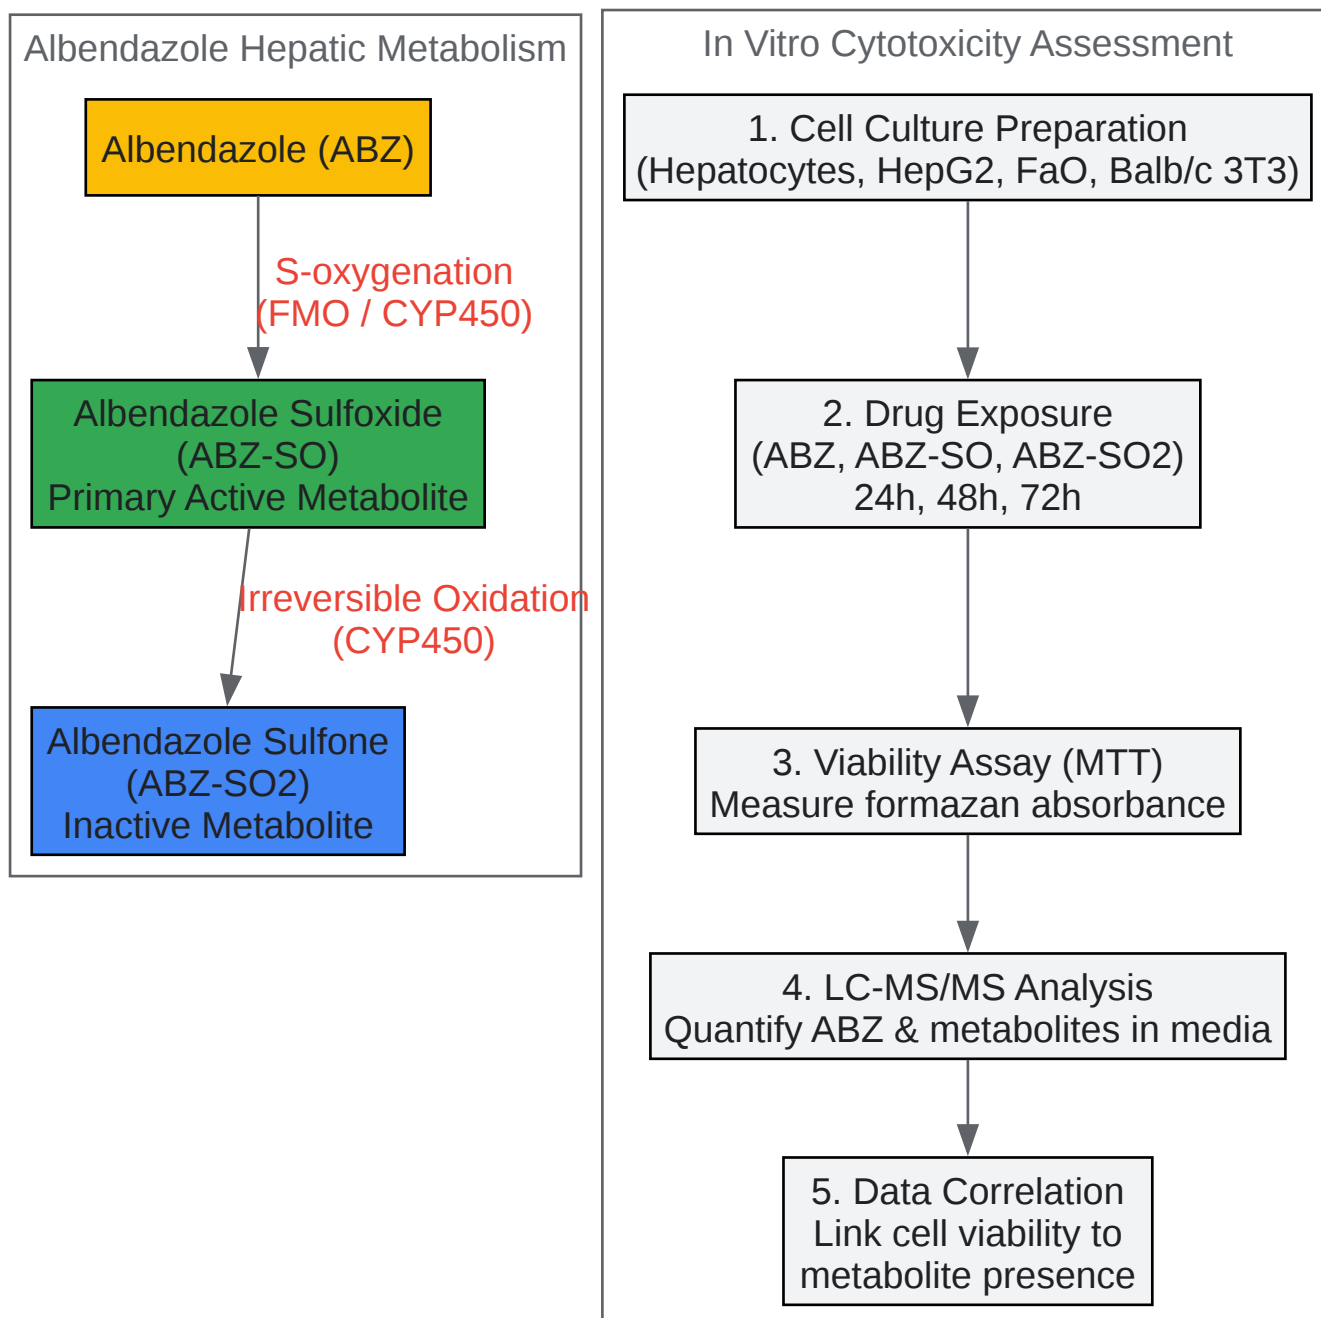 Albendazole Hepatic Metabolism
Albendazole (ABZ)
S-oxygenation
(FMO / CYP450)
Albendazole Sulfoxide
(ABZ-SO)
Primary Active Metabolite
Irreversible Oxidation
(CYP450)
Albendazole Sulfone
(ABZ-SO2)
Inactive Metabolite
In Vitro Cytotoxicity Assessment
1. Cell Culture Preparation
(Hepatocytes, HepG2, FaO, Balb/c 3T3)
2. Drug Exposure
(ABZ, ABZ-SO, ABZ-SO2)
24h, 48h, 72h
3. Viability Assay (MTT)
Measure formazan absorbance
4. LC-MS/MS Analysis
Quantify ABZ & metabolites in media
5. Data Correlation
Link cell viability to
metabolite presence